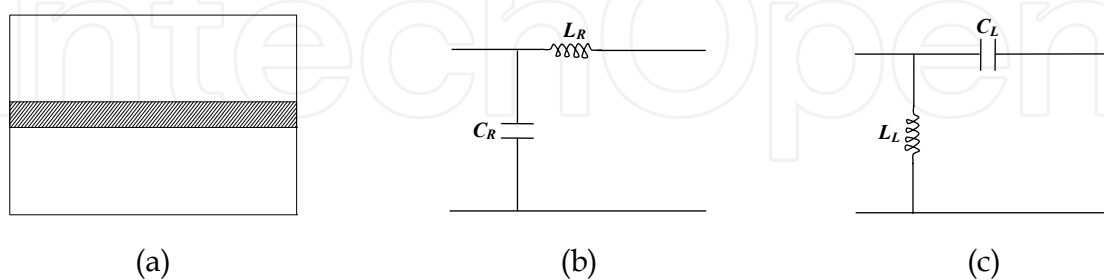 IntechOpen
L_R
C_L
C_R
L_L
(a)
(b)
(c)